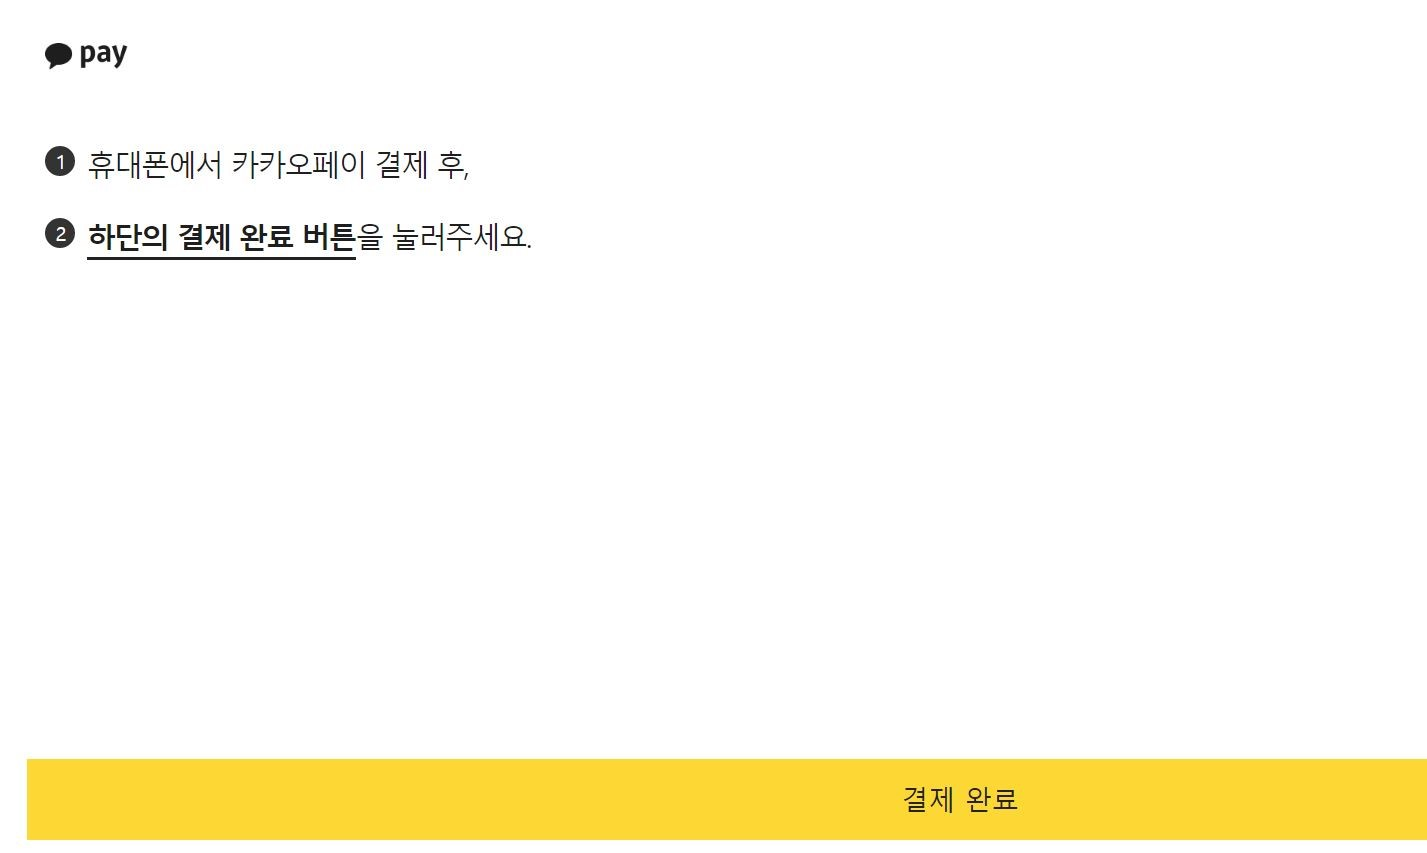 pay
1 휴대폰에서 카카오페이 결제 후,
2 하단의 결제 완료 버튼을 눌러주세요.
결제 완료